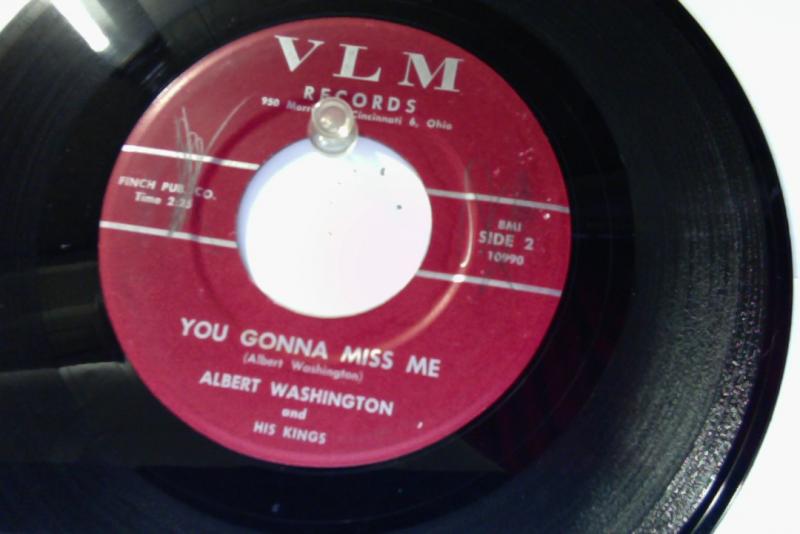 VLM
RECORDS
950 Cincinnati 6, Ohio
FINCH PUB. CO.
Time 2:25
BMI
SIDE 2
10990
YOU GONNA MISS ME
(Albert Washington)
ALBERT WASHINGTON
and
HIS KINGS